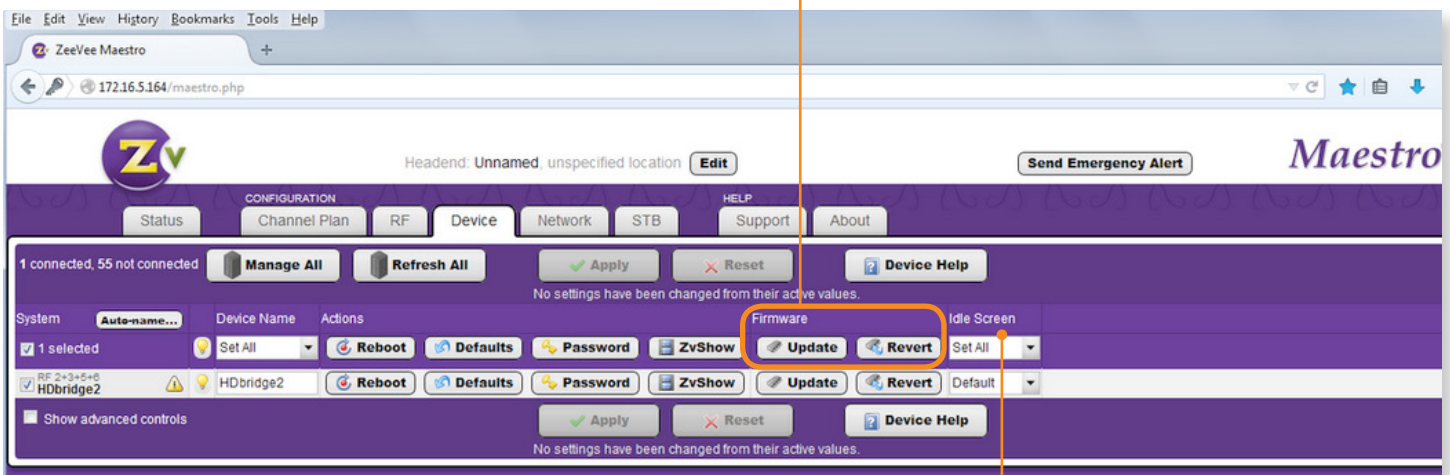 File Edit View History Bookmarks Tools Help
ZeeVee Maestro +
172.16.5.164/maestro.php
Zv Headend: Unnamed, unspecified location Edit Send Emergency Alert Maestro
CONFIGURATION HELP
Status Channel Plan RF Device Network STB Support About
1 connected, 55 not connected Manage All Refresh All Apply Reset Device Help
No settings have been changed from their active values.
System Auto-name... Device Name Actions Firmware Idle Screen
1 selected Set All Reboot Defaults Password ZvShow Update Revert Set All
RF 2+3+5+6
HDbridge2 HDbridge2 Reboot Defaults Password ZvShow Update Revert Default
Show advanced controls Apply Reset Device Help
No settings have been changed from their active values.